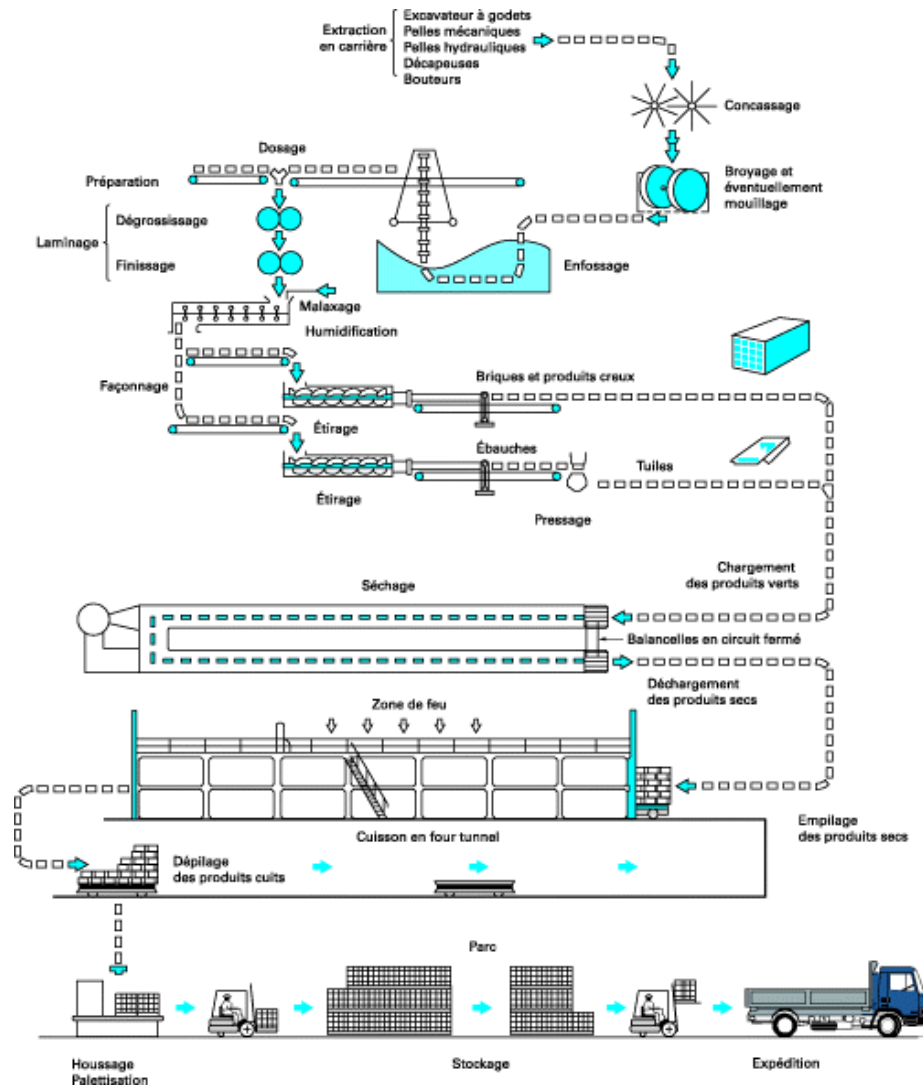 Extraction
en carrière
Excavateur à godets
Pelles mécaniques
Pelles hydrauliques
Décapeuses
Bouteurs
Concassage
Dosage
Préparation
Broyage et
éventuellement
mouillage
Laminage
Dégrossissage
Finissage
Enfossage
Malaxage
Humidification
Façonnage
Briques et produits creux
Étirage
Ébauches
Tuiles
Étirage
Pressage
Chargement
des produits verts
Séchage
Balancelles en circuit fermé
Déchargement
des produits secs
Zone de feu
Cuisson en four tunnel
Empilage
des produits secs
Dépilage
des produits cuits
Parc
Houssage
Palettisation
Stockage
Expédition